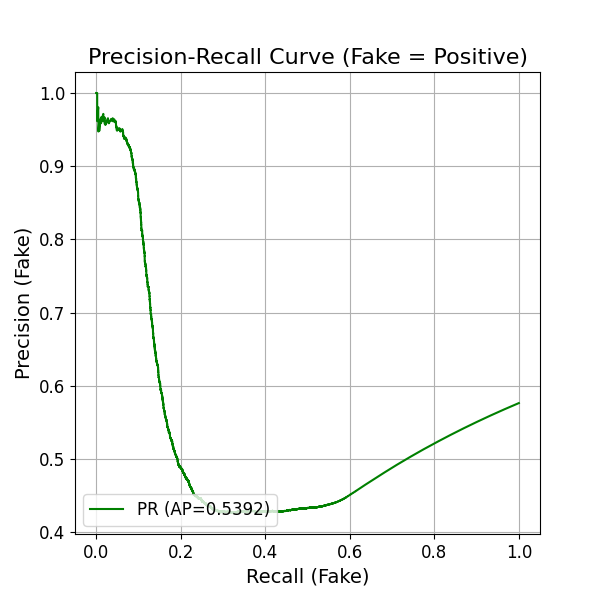 Precision-Recall Curve (Fake = Positive)
1.0
0.9
0.8
0.7
0.6
0.5
0.4
Precision (Fake)
PR (AP=0.5392)
0.0 0.2 0.4 0.6 0.8 1.0
Recall (Fake)